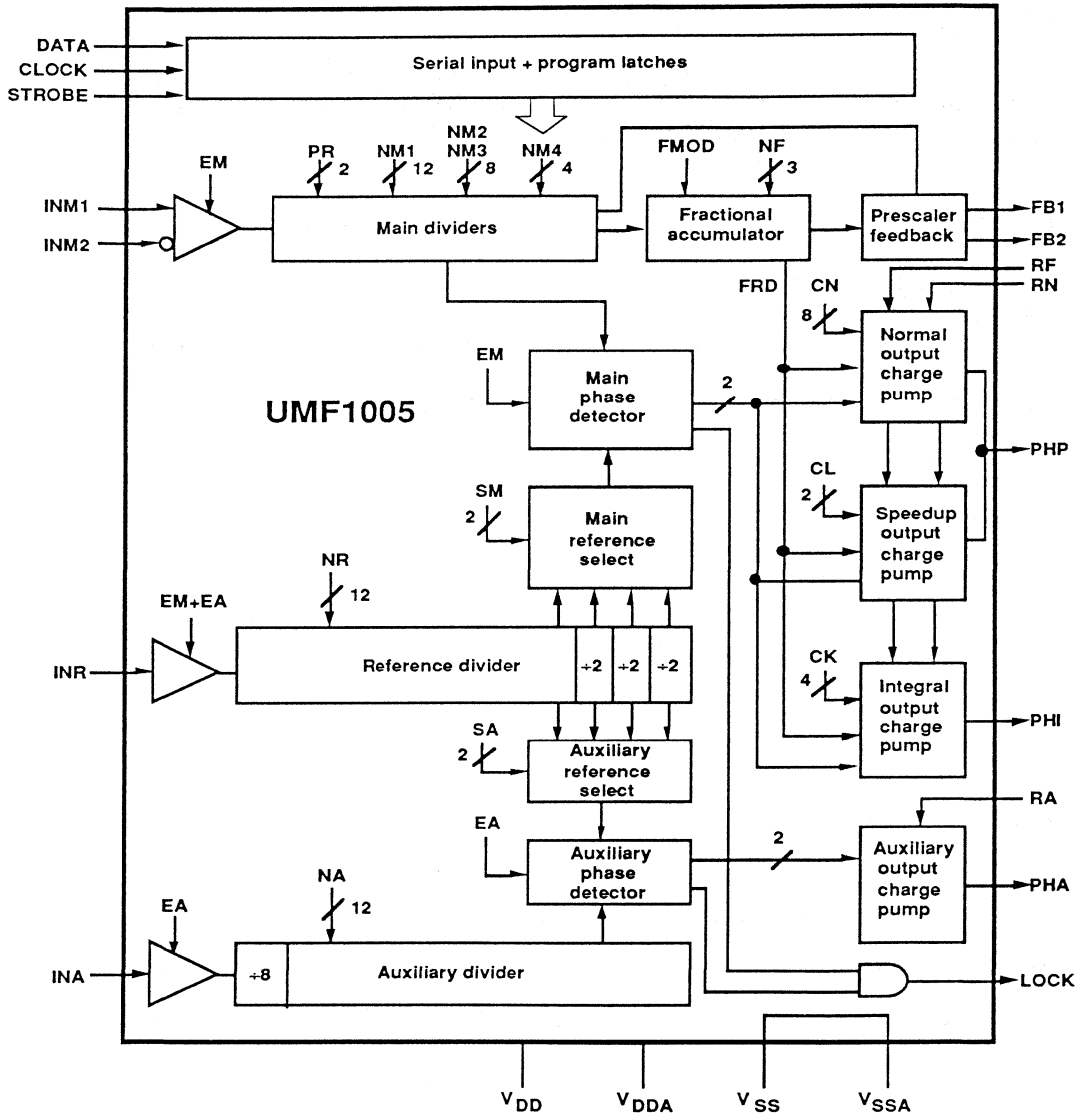 DATA
CLOCK
STROBE
Serial input + program latches
EM
PR
2
NM1
12
NM2
NM3
8
NM4
4
FMOD
NF
3
INM1
INM2
Main dividers
Fractional
accumulator
Prescaler
feedback
FB1
FB2
RF
RN
FRD
CN
8
Normal
output
charge
pump
EM
Main
phase
detector
2
UMF1005
PHP
SM
2
Main
reference
select
CL
2
Speedup
output
charge
pump
NR
12
EM+EA
INR
Reference divider
÷2
÷2
÷2
CK
4
Integral
output
charge
pump
PHI
SA
2
Auxiliary
reference
select
RA
EA
Auxiliary
phase
detector
2
Auxiliary
output
charge
pump
PHA
NA
12
EA
INA
÷8
Auxiliary divider
LOCK
VDD
VDDA
VSS
VSSA